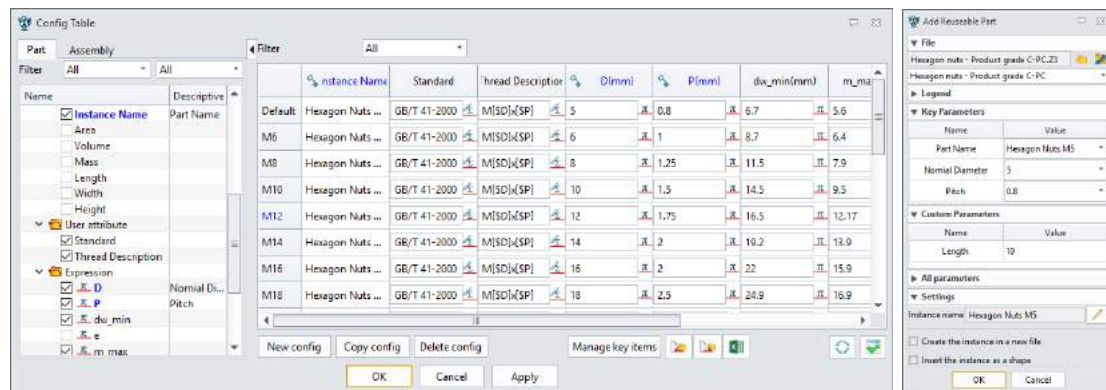 Config Table
Part Assembly
Filter All All
Name Descriptive
Instance Name Part Name
Area
Volume
Mass
Length
Width
Height
User attribute
Standard
Thread Description
Expression
D Nomial Di...
P Pitch
dw_min
e
m_max
Filter All
nstance Name Standard Thread Description D(mm) P(mm) dw_min(mm) m_ma
Default Hexagon Nuts ... GB/T 41-2000 M[$D]x[$P] 5 0.8 6.7 5.6
M6 Hexagon Nuts ... GB/T 41-2000 M[$D]x[$P] 6 1 8.7 6.4
M8 Hexagon Nuts ... GB/T 41-2000 M[$D]x[$P] 8 1.25 11.5 7.9
M10 Hexagon Nuts ... GB/T 41-2000 M[$D]x[$P] 10 1.5 14.5 9.5
M12 Hexagon Nuts ... GB/T 41-2000 M[$D]x[$P] 12 1.75 16.5 12.17
M14 Hexagon Nuts ... GB/T 41-2000 M[$D]x[$P] 14 2 19.2 13.9
M16 Hexagon Nuts ... GB/T 41-2000 M[$D]x[$P] 16 2 22 15.9
M18 Hexagon Nuts ... GB/T 41-2000 M[$D]x[$P] 18 2.5 24.9 16.9
New config Copy config Delete config Manage key items
OK Cancel Apply
Add Reuseable Part
File
Hexagon nuts - Product grade C-PC.Z3
Hexagon nuts - Product grade C-PC
Legend
Key Parameters
Name Value
Part Name Hexagon Nuts M5
Nomial Diameter 5
Pitch 0.8
Custom Parameters
Name Value
Length 10
All parameters
Settings
Instance name Hexagon Nuts M5
Create the instance in a new file
Insert the instance as a shape
OK Cancel